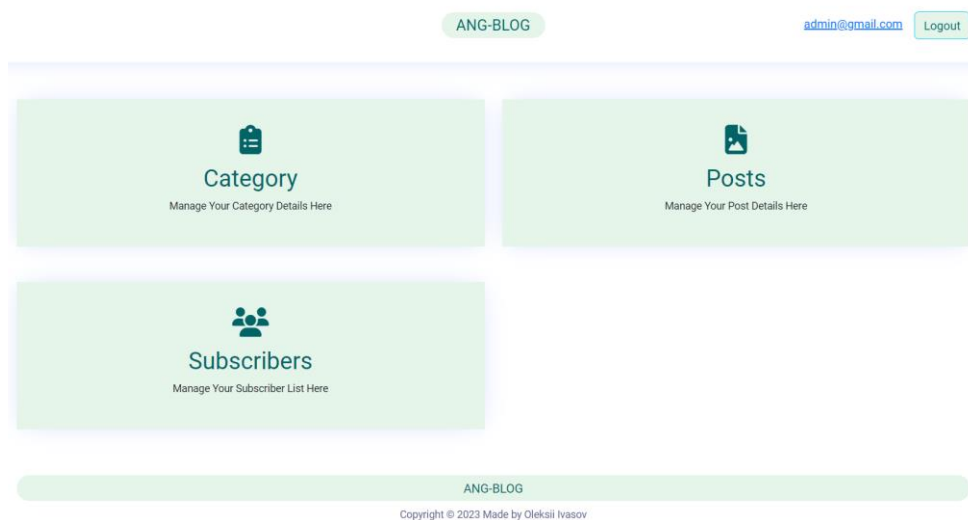 ANG-BLOG
admin@gmail.com
Logout
Category
Manage Your Category Details Here
Posts
Manage Your Post Details Here
Subscribers
Manage Your Subscriber List Here
ANG-BLOG
Copyright © 2023 Made by Oleksii Ivasov